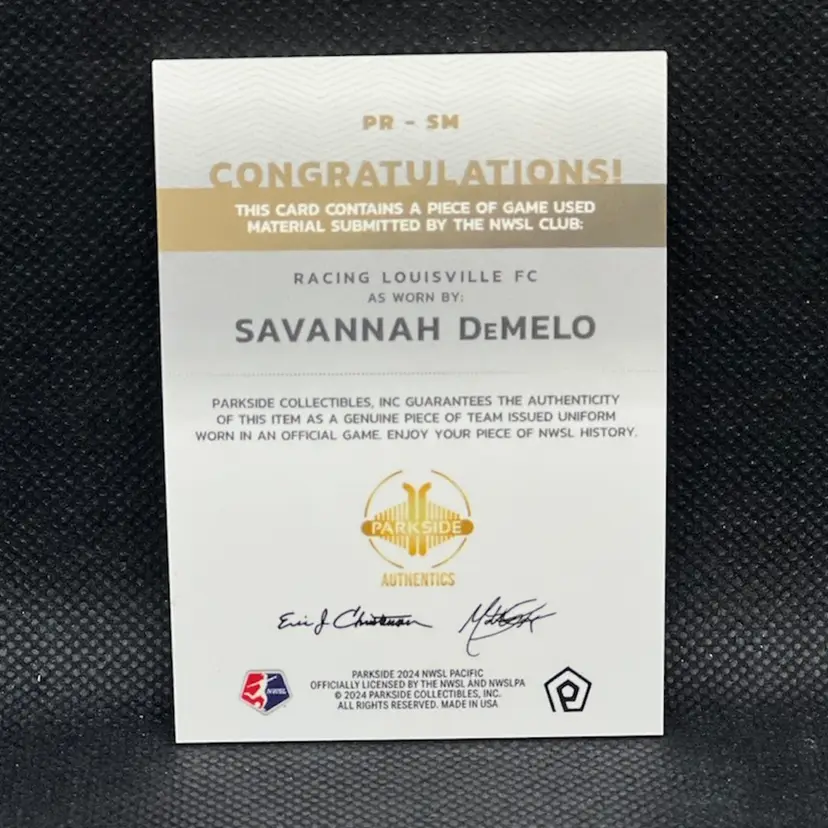 PR - SM
CONGRATULATIONS!
THIS CARD CONTAINS A PIECE OF GAME USED
MATERIAL SUBMITTED BY THE NWSL CLUB:
RACING LOUISVILLE FC
AS WORN BY:
SAVANNAH DEMELO
PARKSIDE COLLECTIBLES, INC GUARANTEES THE AUTHENTICITY
OF THIS ITEM AS A GENUINE PIECE OF TEAM ISSUED UNIFORM
WORN IN AN OFFICIAL GAME. ENJOY YOUR PIECE OF NWSL HISTORY.
PARKSIDE
AUTHENTICS
Eric J
NWSL
PARKSIDE 2024 NWSL PACIFIC
OFFICIALLY LICENSED BY THE NWSL AND NWSLPA
© 2024 PARKSIDE COLLECTIBLES, INC.
ALL RIGHTS RESERVED. MADE IN USA
P